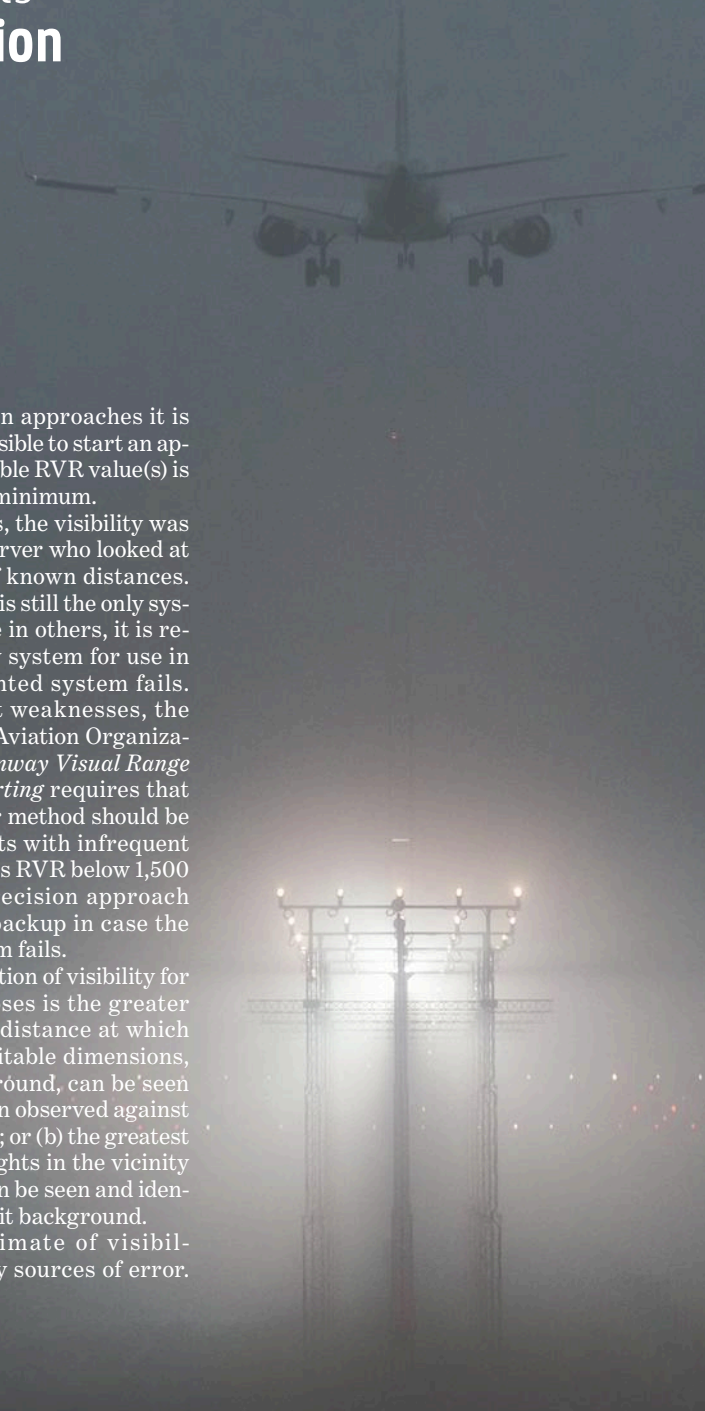 ion
n approaches it is
sible to start an ap-
ble RVR value(s) is
minimum.
s, the visibility was
rver who looked at
f known distances.
is still the only sys-
e in others, it is re-
y system for use in
nted system fails.
t weaknesses, the
Aviation Organiza-
nway Visual Range
rting requires that
r method should be
ts with infrequent
s RVR below 1,500
ecision approach
backup in case the
m fails.
tion of visibility for
ses is the greater
distance at which
itable dimensions,
round, can be seen
n observed against
; or (b) the greatest
ghts in the vicinity
n be seen and iden-
it background.
imate of visibil-
y sources of error.